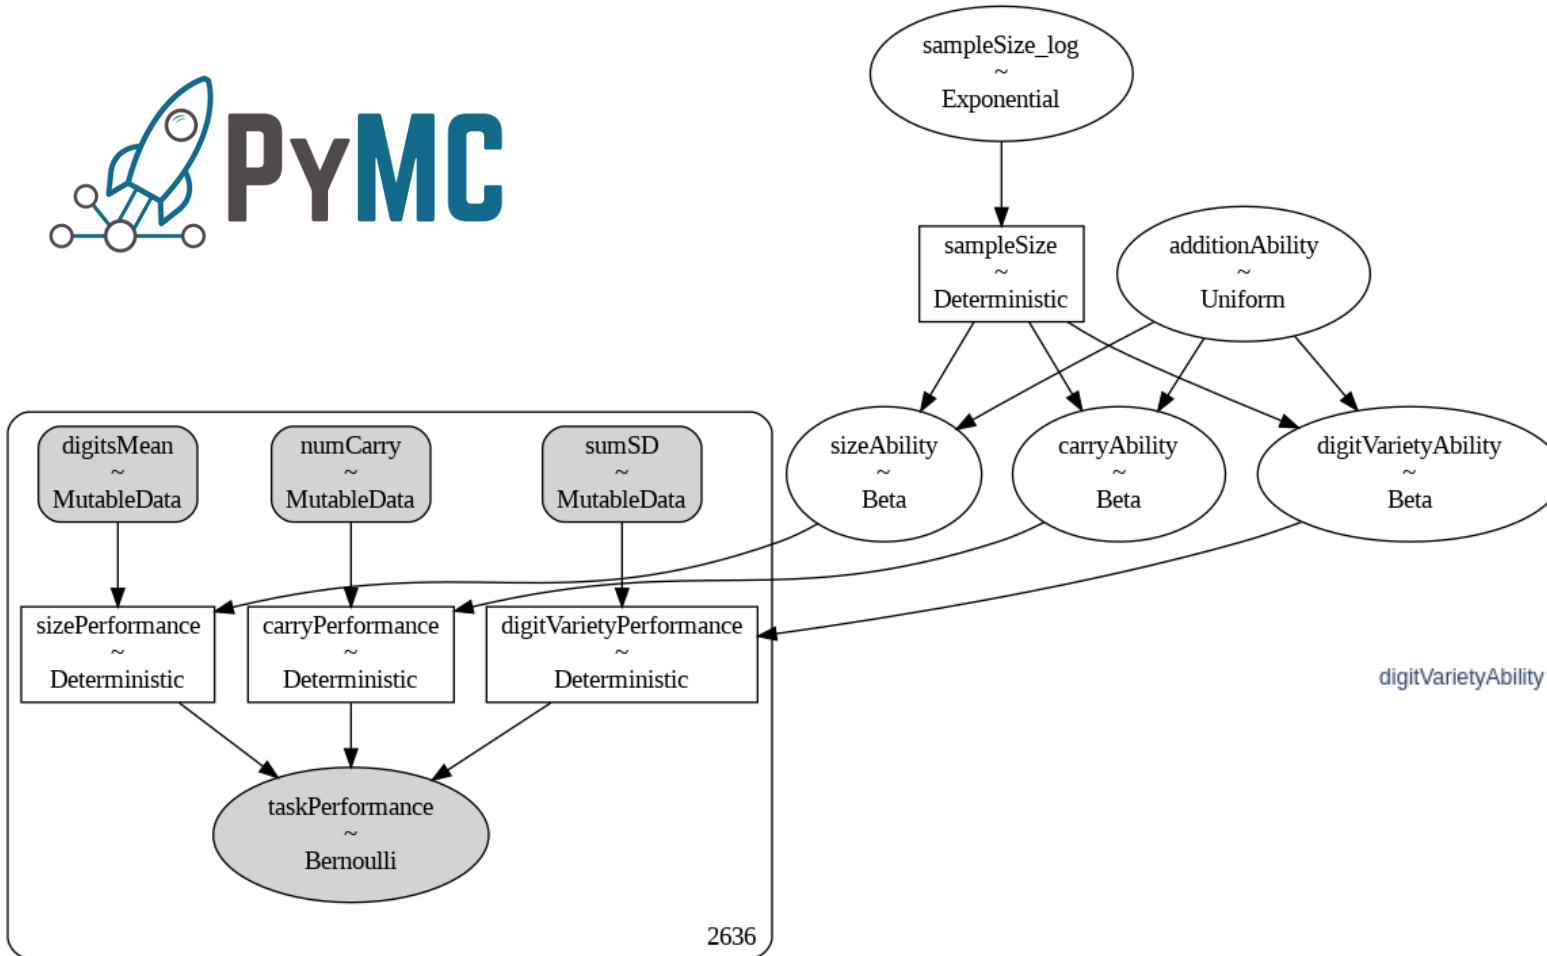 PyMC
sampleSize_log
~
Exponential
sampleSize
~
Deterministic
additionAbility
~
Uniform
sizeAbility
~
Beta
carryAbility
~
Beta
digitVarietyAbility
~
Beta
digitsMean
~
MutableData
numCarry
~
MutableData
sumSD
~
MutableData
sizePerformance
~
Deterministic
carryPerformance
~
Deterministic
digitVarietyPerformance
~
Deterministic
digitVarietyAbility
taskPerformance
~
Bernoulli
2636